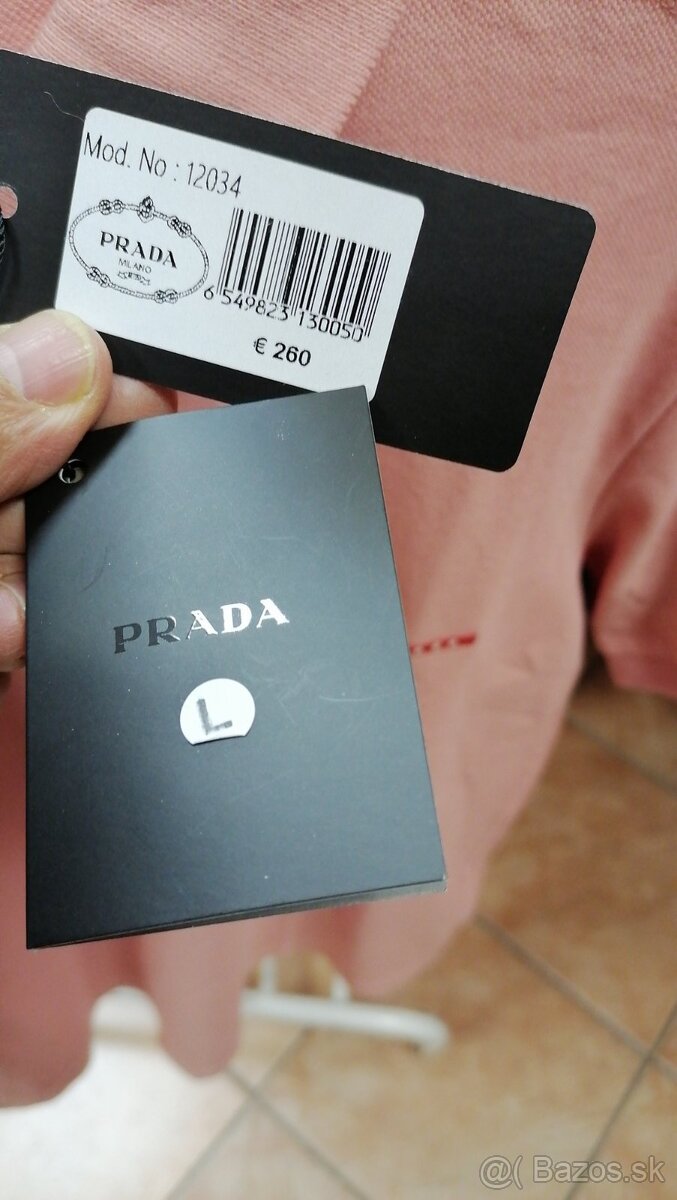 Mod. No : 12034
PRADA
MILANO
6 549823 130050
€ 260
PRADA
L
@( Bazos.sk